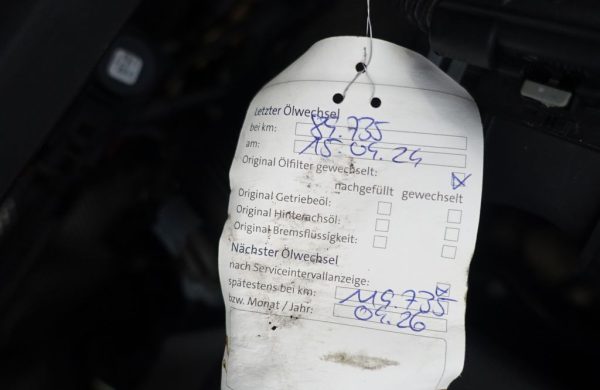 Letzter Ölwechsel
bei km: 89.735
am: 15.04.24
Original Ölfilter gewechselt:
nachgefüllt gewechselt
Original Getriebeöl:
Original Hinterachsöl:
Original Bremsflüssigkeit:
Nächster Ölwechsel
nach Serviceintervallanzeige:
spätestens bei km: 119.735
bzw. Monat / Jahr: 04.26